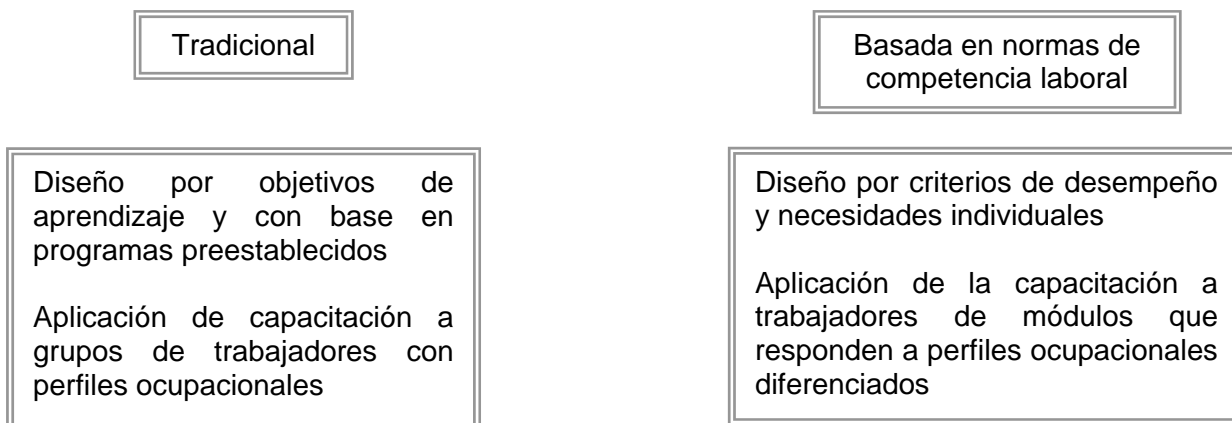 Tradicional
Basada en normas de
competencia laboral
Diseño por objetivos de
aprendizaje y con base en
programas preestablecidos
Aplicación de capacitación a
grupos de trabajadores con
perfiles ocupacionales
Diseño por criterios de desempeño
y necesidades individuales
Aplicación de la capacitación a
trabajadores de módulos que
responden a perfiles ocupacionales
diferenciados